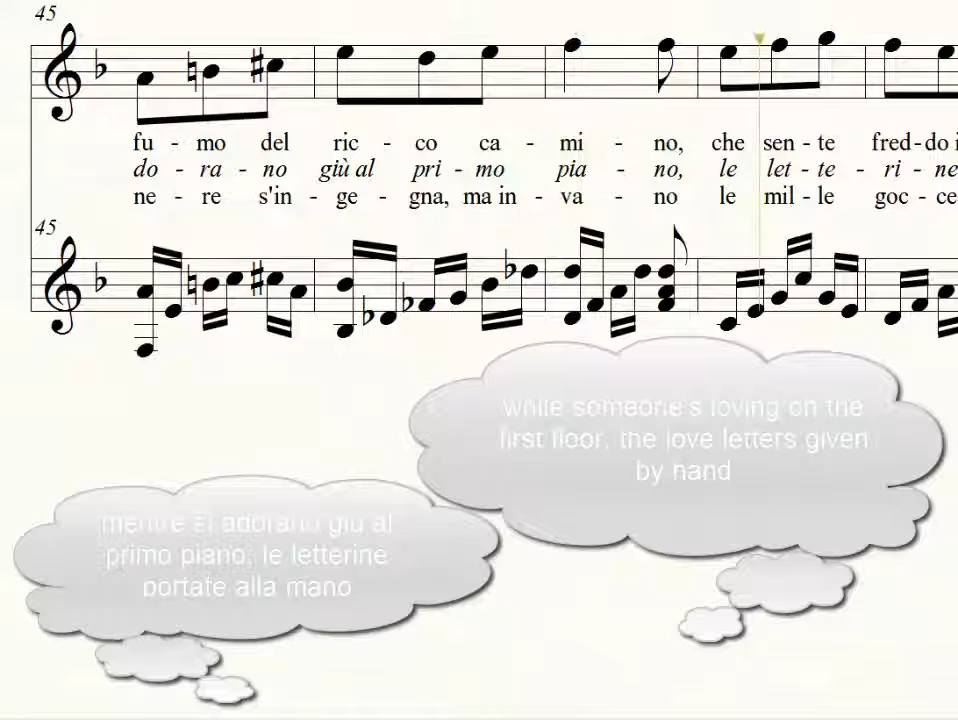 45
fu - mo del ric - co ca - mi - no, che sen - te fred - do i
do - ra - no giù al pri - mo pia - no, le let - te - ri - ne
ne - re s'in - ge - gna, ma in - va - no le mil - le goc - ce
45
while someone's loving on the
first floor, the love letters given
by hand
mentre si adorano giù al
primo piano, le letterine
portate alla mano